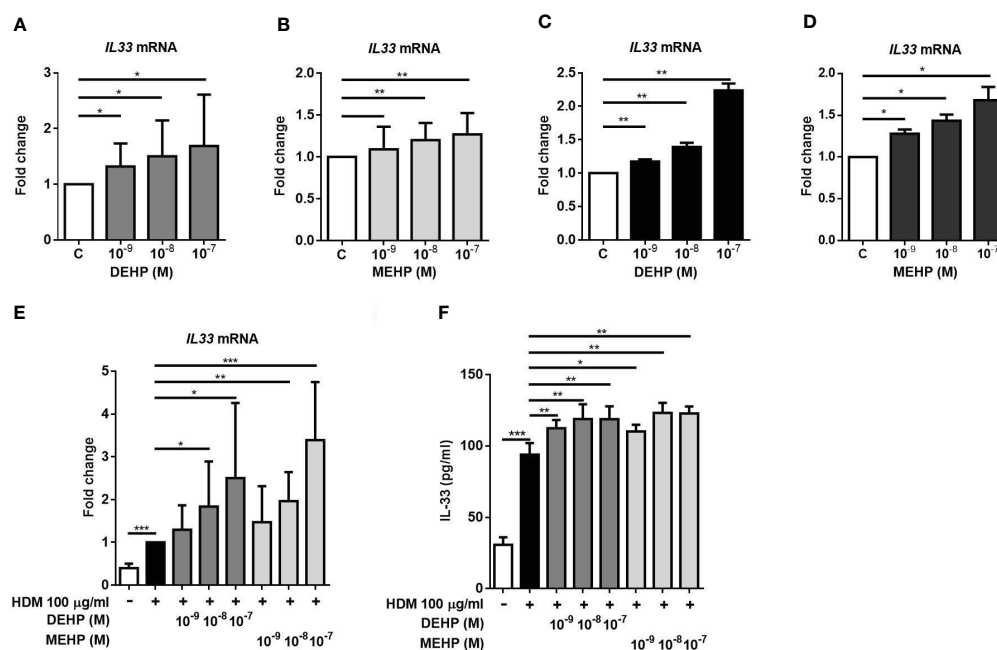 A
IL33 mRNA
Fold change
3
2
1
0
*
*
*
C 10-9 10-8 10-7
DEHP (M)
B
IL33 mRNA
Fold change
2.0
1.5
1.0
0.5
0.0
**
**
**
C 10-9 10-8 10-7
MEHP (M)
C
IL33 mRNA
Fold change
2.5
2.0
1.5
1.0
0.5
0.0
**
**
**
C 10-9 10-8 10-7
DEHP (M)
D
IL33 mRNA
Fold change
2.0
1.5
1.0
0.5
0.0
*
*
*
C 10-9 10-8 10-7
MEHP (M)
E
IL33 mRNA
Fold change
5
4
3
2
1
0
***
**
*
*
***
HDM 100 µg/ml - + + + + + + +
DEHP (M) 10-9 10-8 10-7
MEHP (M) 10-9 10-8 10-7
F
IL-33 (pg/ml)
150
100
50
0
**
**
*
**
**
**
***
HDM 100 µg/ml - + + + + + + +
DEHP (M) 10-9 10-8 10-7
MEHP (M) 10-9 10-8 10-7